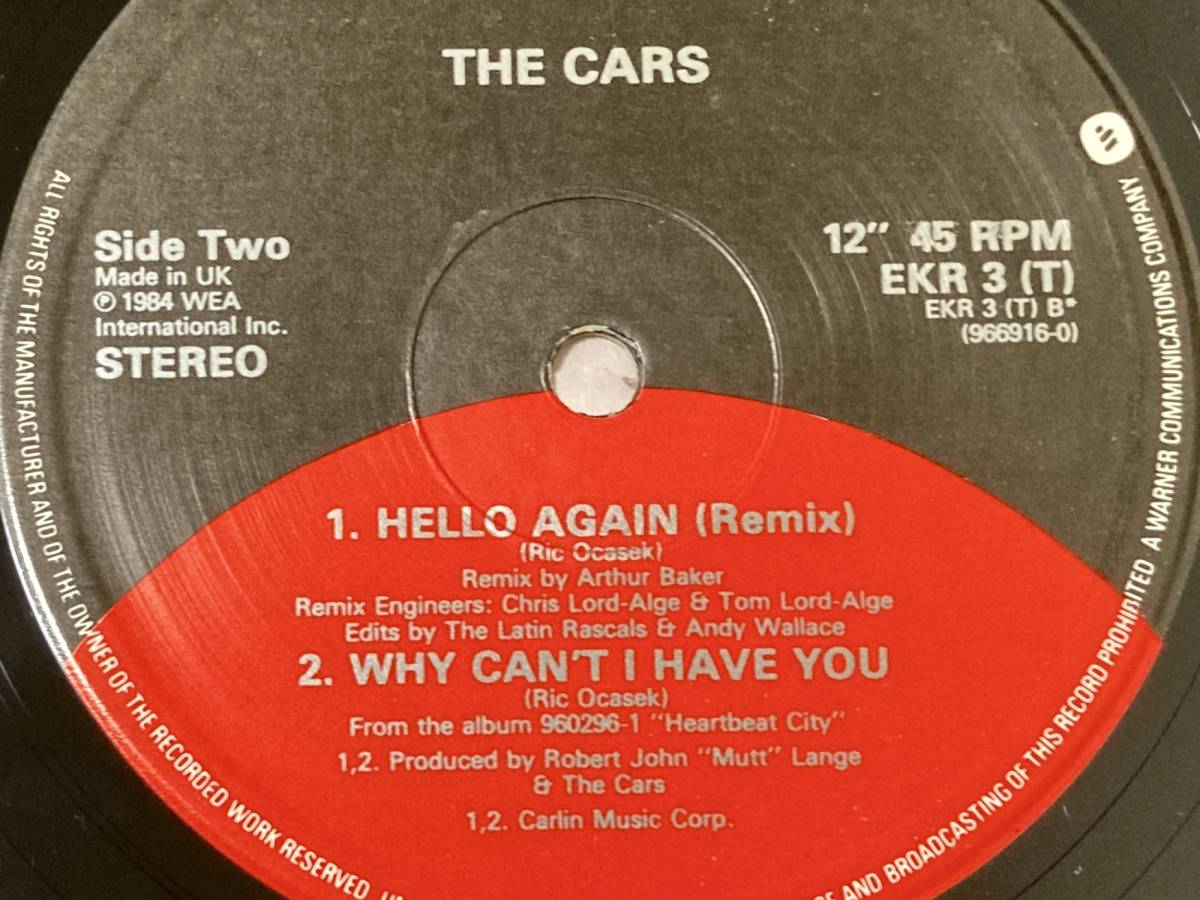 THE CARS
Side Two
Made in UK
℗ 1984 WEA
International Inc.
STEREO
12" 45 RPM
EKR 3 (T)
EKR 3 (T) B*
(966916-0)
1. HELLO AGAIN (Remix)
(Ric Ocasek)
Remix by Arthur Baker
Remix Engineers: Chris Lord-Alge & Tom Lord-Alge
Edits by The Latin Rascals & Andy Wallace
2. WHY CAN'T I HAVE YOU
(Ric Ocasek)
From the album 960296-1 "Heartbeat City"
1,2. Produced by Robert John "Mutt" Lange
& The Cars
1,2. Carlin Music Corp.
ALL RIGHTS OF THE MANUFACTURER AND OF THE OWNER OF THE RECORDED WORK RESERVED
AND BROADCASTING OF THIS RECORD PROHIBITED A WARNER COMMUNICATIONS COMPANY